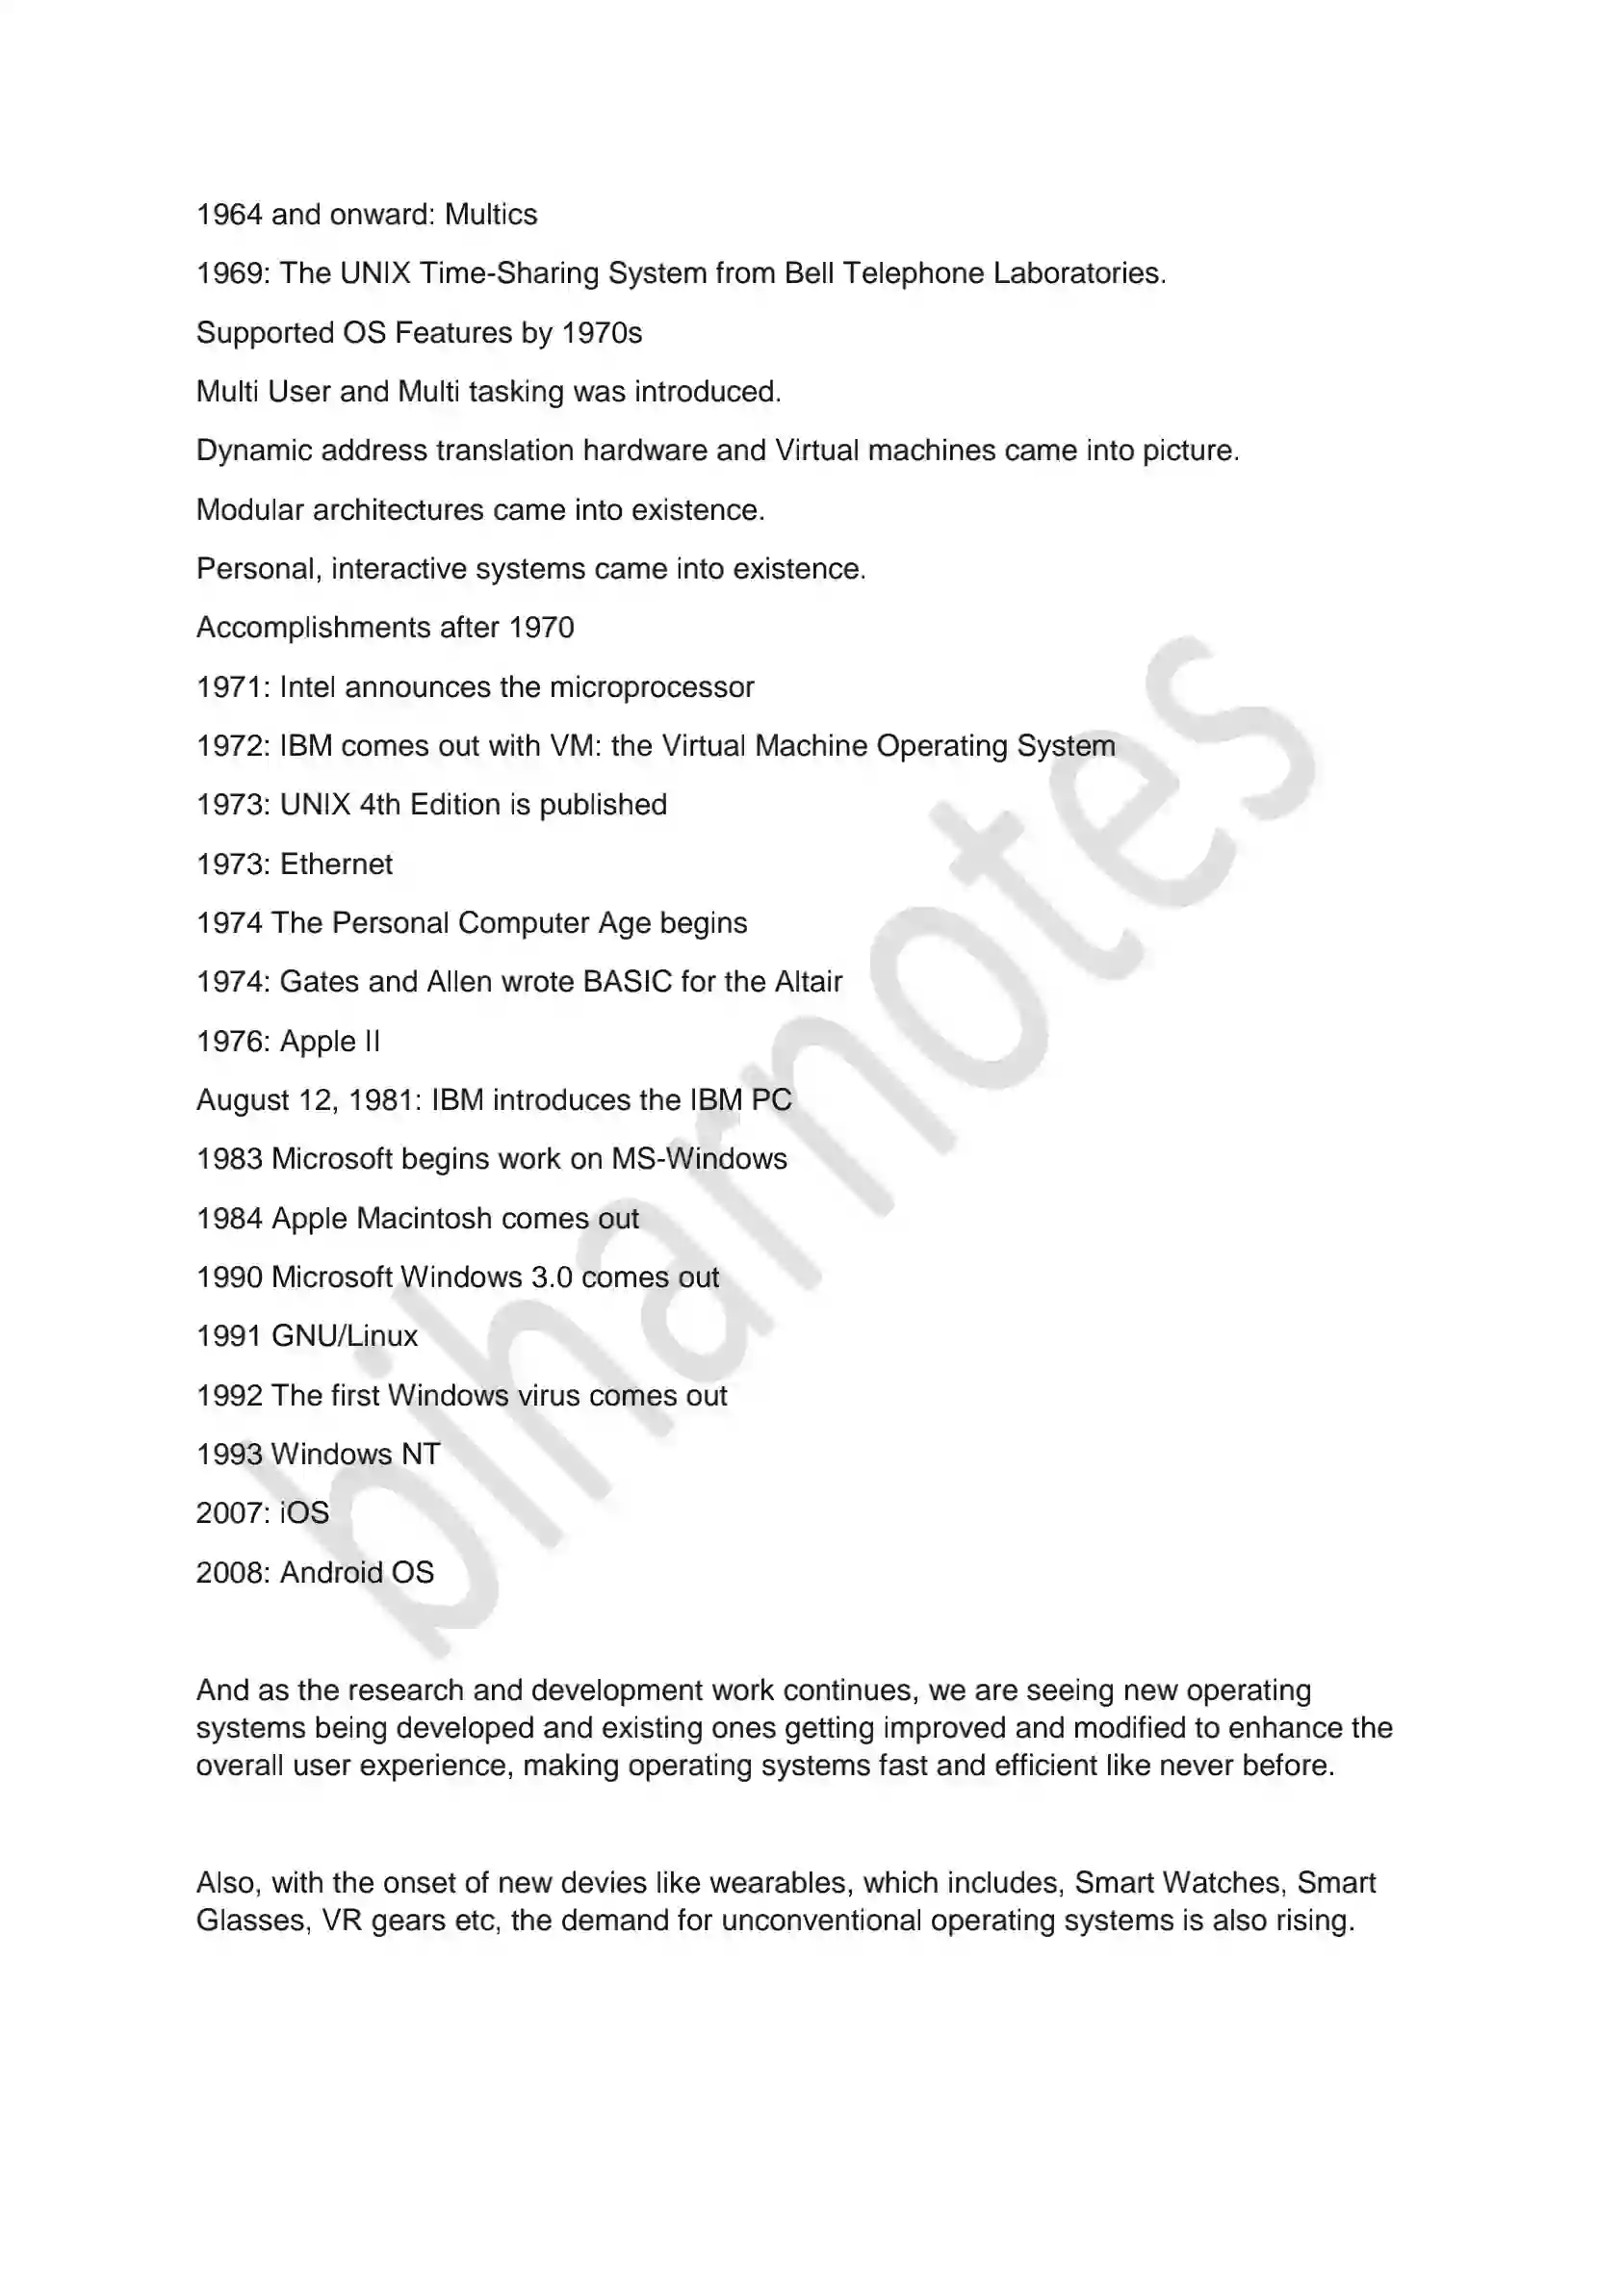 1964 and onward: Multics
1969: The UNIX Time-Sharing System from Bell Telephone Laboratories.
Supported OS Features by 1970s
Multi User and Multi tasking was introduced.
Dynamic address translation hardware and Virtual machines came into picture.
Modular architectures came into existence.
Personal, interactive systems came into existence.
Accomplishments after 1970
1971: Intel announces the microprocessor
1972: IBM comes out with VM: the Virtual Machine Operating System
1973: UNIX 4th Edition is published
1973: Ethernet
1974 The Personal Computer Age begins
1974: Gates and Allen wrote BASIC for the Altair
1976: Apple II
August 12, 1981: IBM introduces the IBM PC
1983 Microsoft begins work on MS-Windows
1984 Apple Macintosh comes out
1990 Microsoft Windows 3.0 comes out
1991 GNU/Linux
1992 The first Windows virus comes out
1993 Windows NT
2007: iOS
2008: Android OS
And as the research and development work continues, we are seeing new operating
systems being developed and existing ones getting improved and modified to enhance the
overall user experience, making operating systems fast and efficient like never before.
Also, with the onset of new devies like wearables, which includes, Smart Watches, Smart
Glasses, VR gears etc, the demand for unconventional operating systems is also rising.
biharnotes